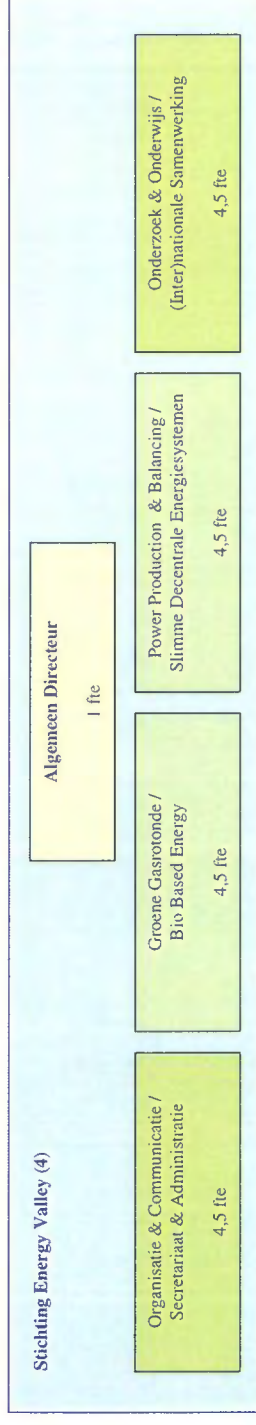 Stichting Energy Valley (4)
Algemeen Directeur
1 fte
Organisatie & Communicatie /
Secretariaat & Administratie
4,5 fte
Groene Gasrotonde /
Bio Based Energy
4,5 fte
Power Production & Balancing /
Slimme Decentrale Energiesystemen
4,5 fte
Onderzoek & Onderwijs /
(Inter)nationale Samenwerking
4,5 fte